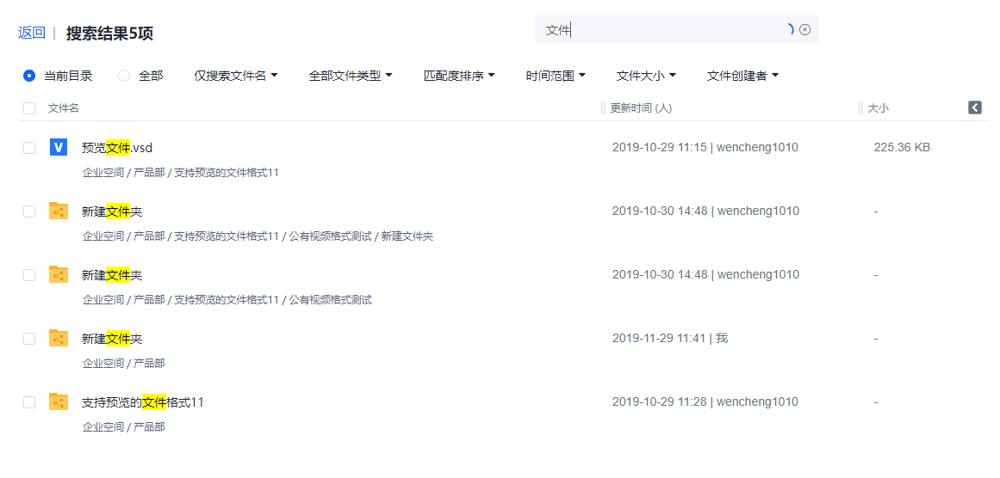 返回 | 搜索结果5项 文件
当前目录 全部 仅搜索文件名 全部文件类型 匹配度排序 时间范围 文件大小 文件创建者
文件名 更新时间 (人) 大小
V 预览文件.vsd 2019-10-29 11:15 | wencheng1010 225.36 KB
企业空间 / 产品部 / 支持预览的文件格式11
新建文件夹 2019-10-30 14:48 | wencheng1010 -
企业空间 / 产品部 / 支持预览的文件格式11 / 公有视频格式测试 / 新建文件夹
新建文件夹 2019-10-30 14:48 | wencheng1010 -
企业空间 / 产品部 / 支持预览的文件格式11 / 公有视频格式测试
新建文件夹 2019-11-29 11:41 | 我 -
企业空间 / 产品部
支持预览的文件格式11 2019-10-29 11:28 | wencheng1010 -
企业空间 / 产品部